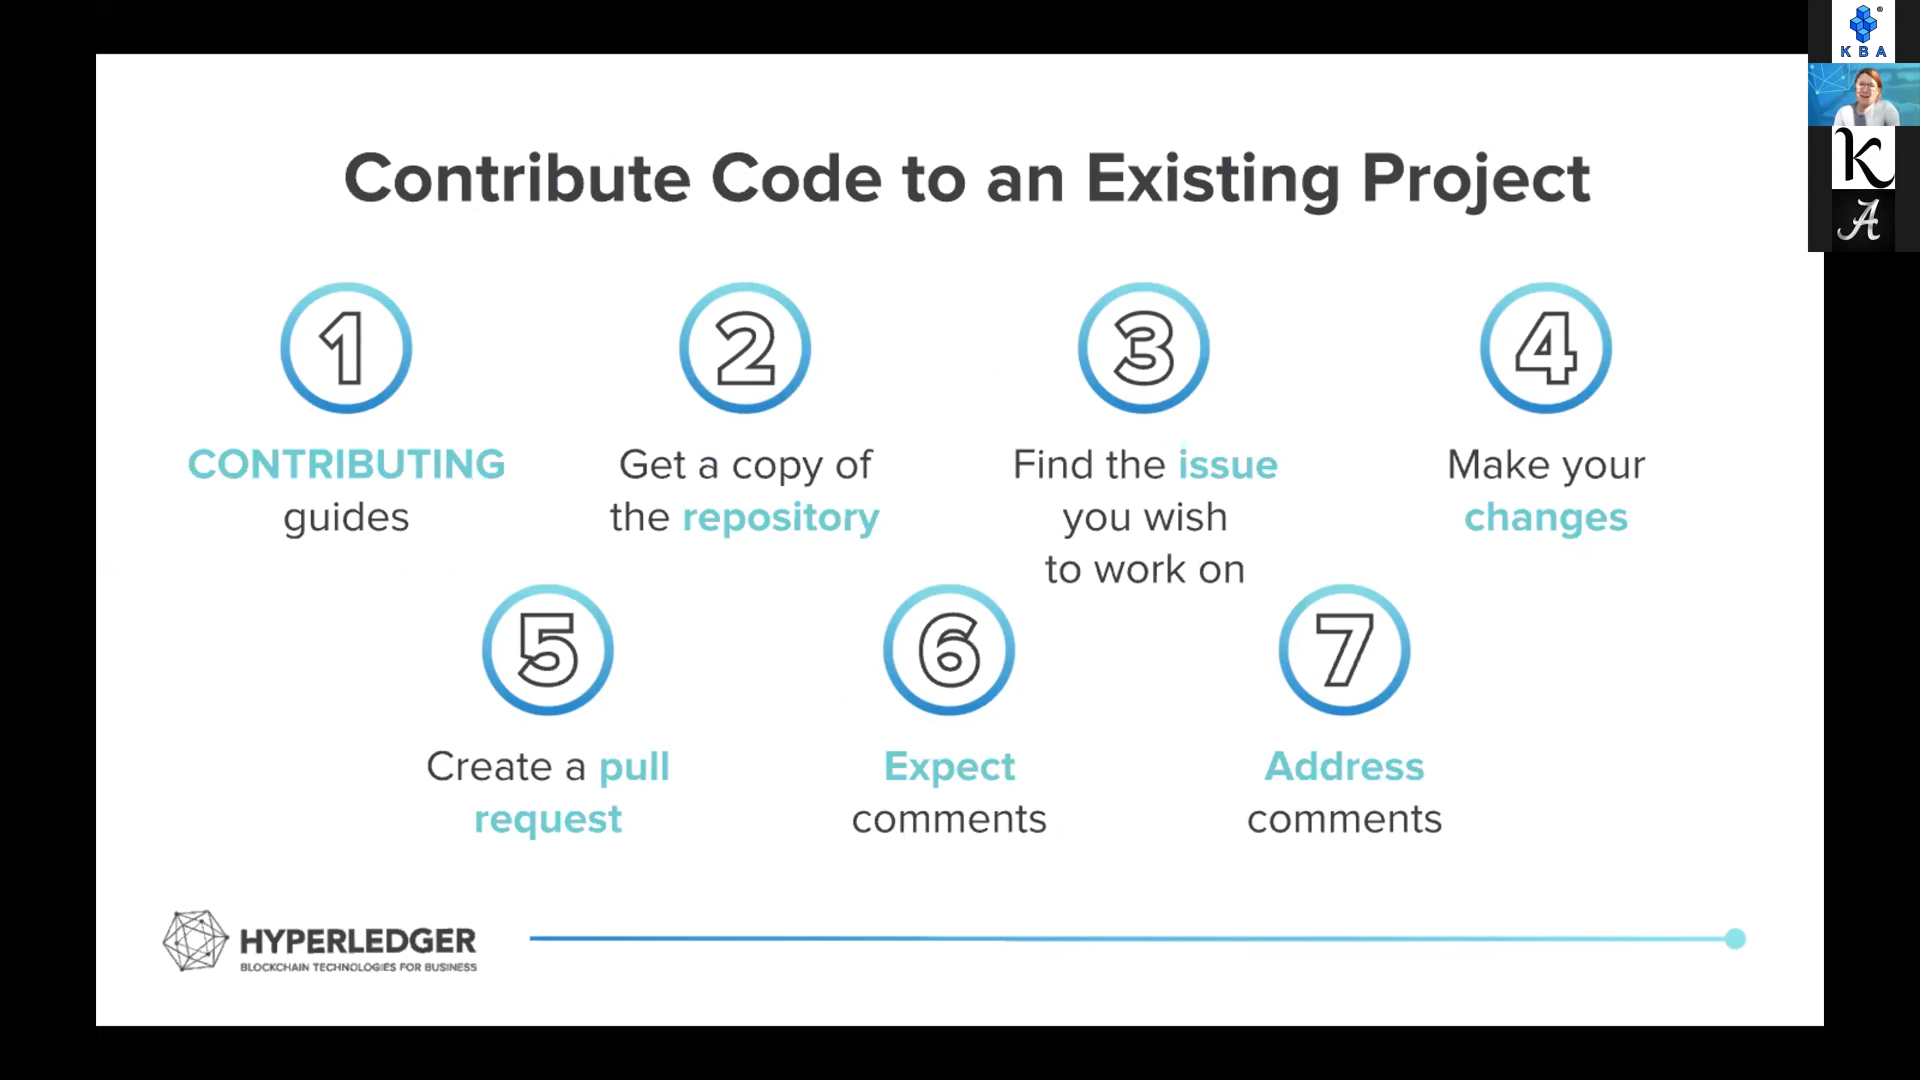 Contribute Code to an Existing Project
1
2
3
4
CONTRIBUTING
guides
Get a copy of
the repository
Find the issue
you wish
to work on
Make your
changes
5
6
7
Create a pull
request
Expect
comments
Address
comments
HYPERLEDGER
BLOCKCHAIN TECHNOLOGIES FOR BUSINESS
®
KBA
K
A